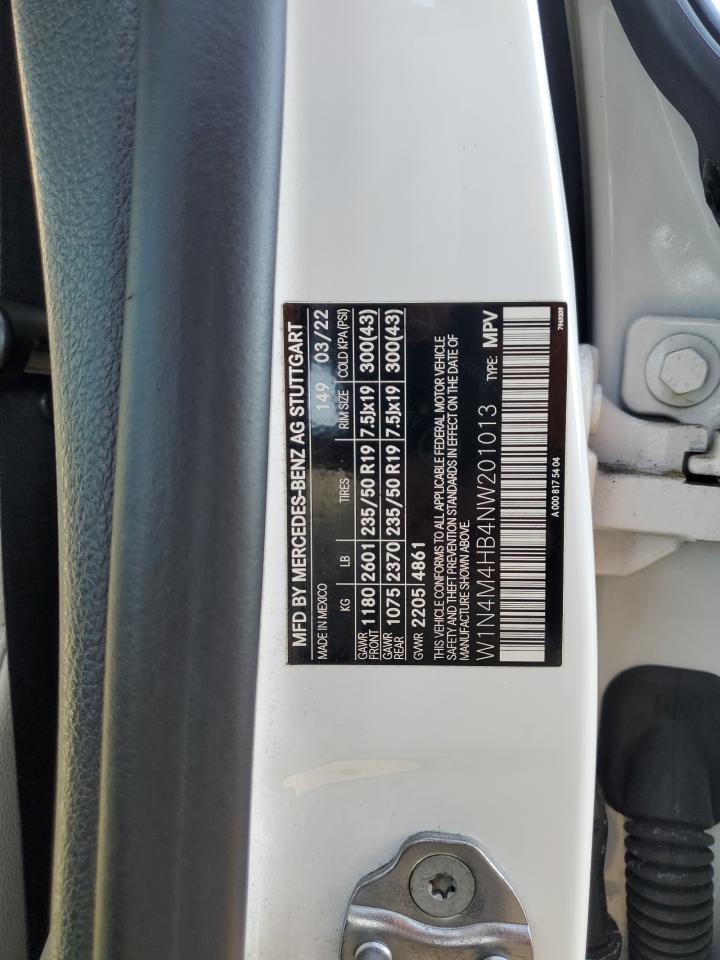 MFD BY MERCEDES-BENZ AG STUTTGART
MADE IN MEXICO 149 03/22
KG LB TIRES RIM SIZE COLD KPA(PSI)
GAWR FRONT 1180 2601 235/50 R19 7.5Jx19 300(43)
GAWR REAR 1075 2370 235/50 R19 7.5Jx19 300(43)
GVWR 2205 4861
THIS VEHICLE CONFORMS TO ALL APPLICABLE FEDERAL MOTOR VEHICLE
SAFETY AND THEFT PREVENTION STANDARDS IN EFFECT ON THE DATE OF
MANUFACTURE SHOWN ABOVE.
W1N4M4HB4NW201013 TYPE: MPV
A 000 817 54 04